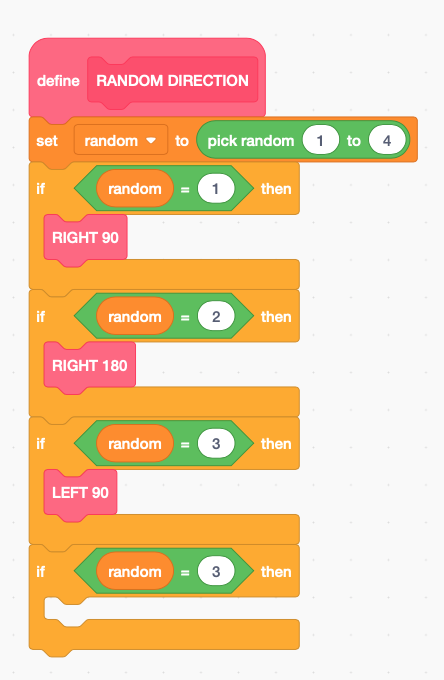 define RANDOM DIRECTION
set random to pick random 1 to 4
if random = 1 then
RIGHT 90
if random = 2 then
RIGHT 180
if random = 3 then
LEFT 90
if random = 3 then